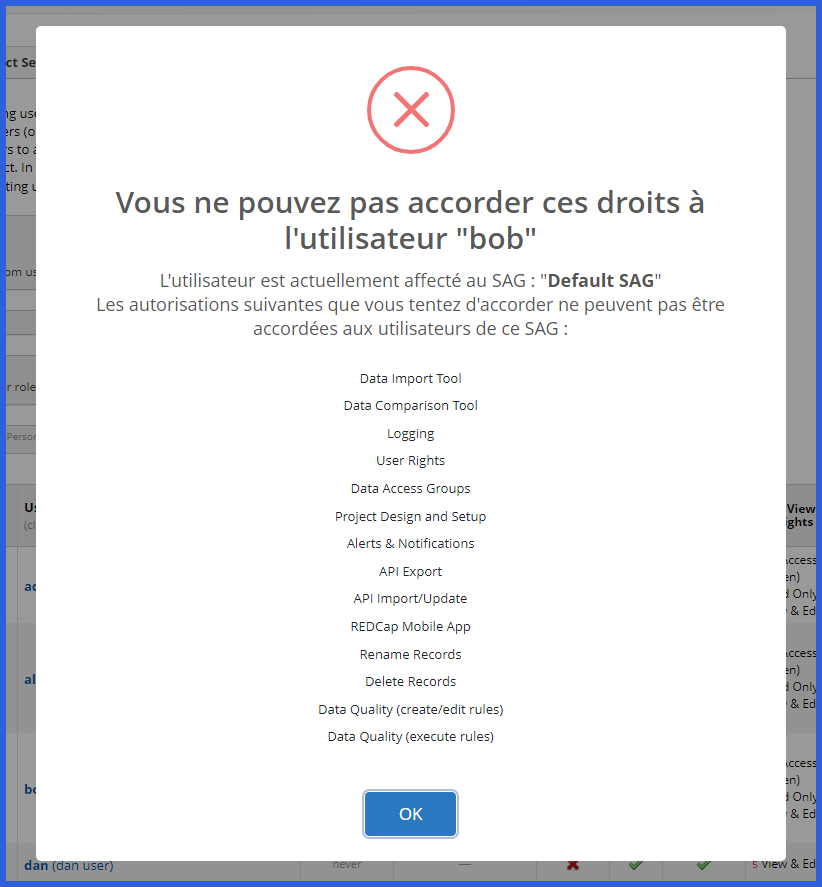 Vous ne pouvez pas accorder ces droits à
l'utilisateur "bob"
L'utilisateur est actuellement affecté au SAG : "Default SAG"
Les autorisations suivantes que vous tentez d'accorder ne peuvent pas être
accordées aux utilisateurs de ce SAG :
Data Import Tool
Data Comparison Tool
Logging
User Rights
Data Access Groups
Project Design and Setup
Alerts & Notifications
API Export
API Import/Update
REDCap Mobile App
Rename Records
Delete Records
Data Quality (create/edit rules)
Data Quality (execute rules)
OK
dan (dan user)
never
—
5 View & Ed